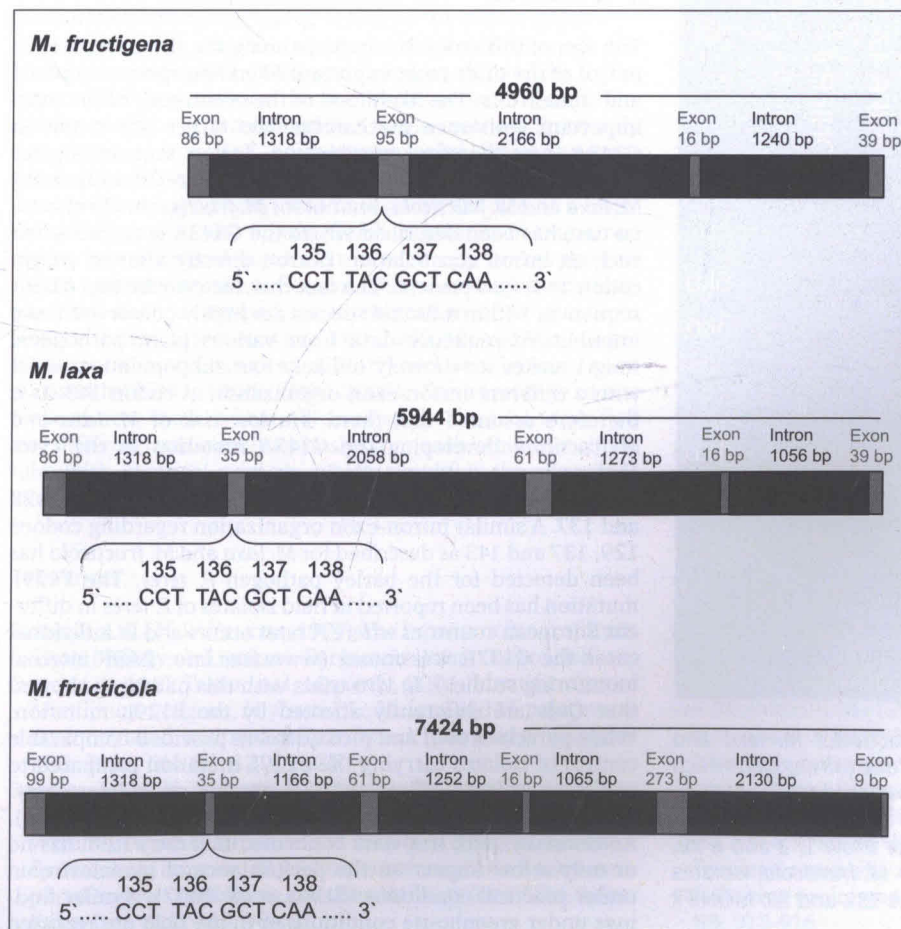 M. fructigena
4960 bp
Exon Intron Exon Intron Exon Intron Exon
86 bp 1318 bp 96 bp 2166 bp 16 bp 1240 bp 39 bp
135 136 137 138
5`..... CCT TAC GCT CAA..... 3`
M. laxa
5944 bp
Exon Intron Exon Intron Exon Intron Exon Intron Exon
86 bp 1318 bp 35 bp 2058 bp 61 bp 1277 bp 16 bp 1056 bp 39 bp
135 136 137 138
5`..... CCT TAC GCT CAA..... 3`
M. fructicola
7424 bp
Exon Intron Exon Intron Exon Intron Exon Intron Exon Intron Exon
99 bp 1318 bp 35 bp 1166 bp 61 bp 1252 bp 16 bp 1065 bp 273 bp 2130 bp 9 bp
135 136 137 138
5`..... CCT TAC GCT CAA..... 3`